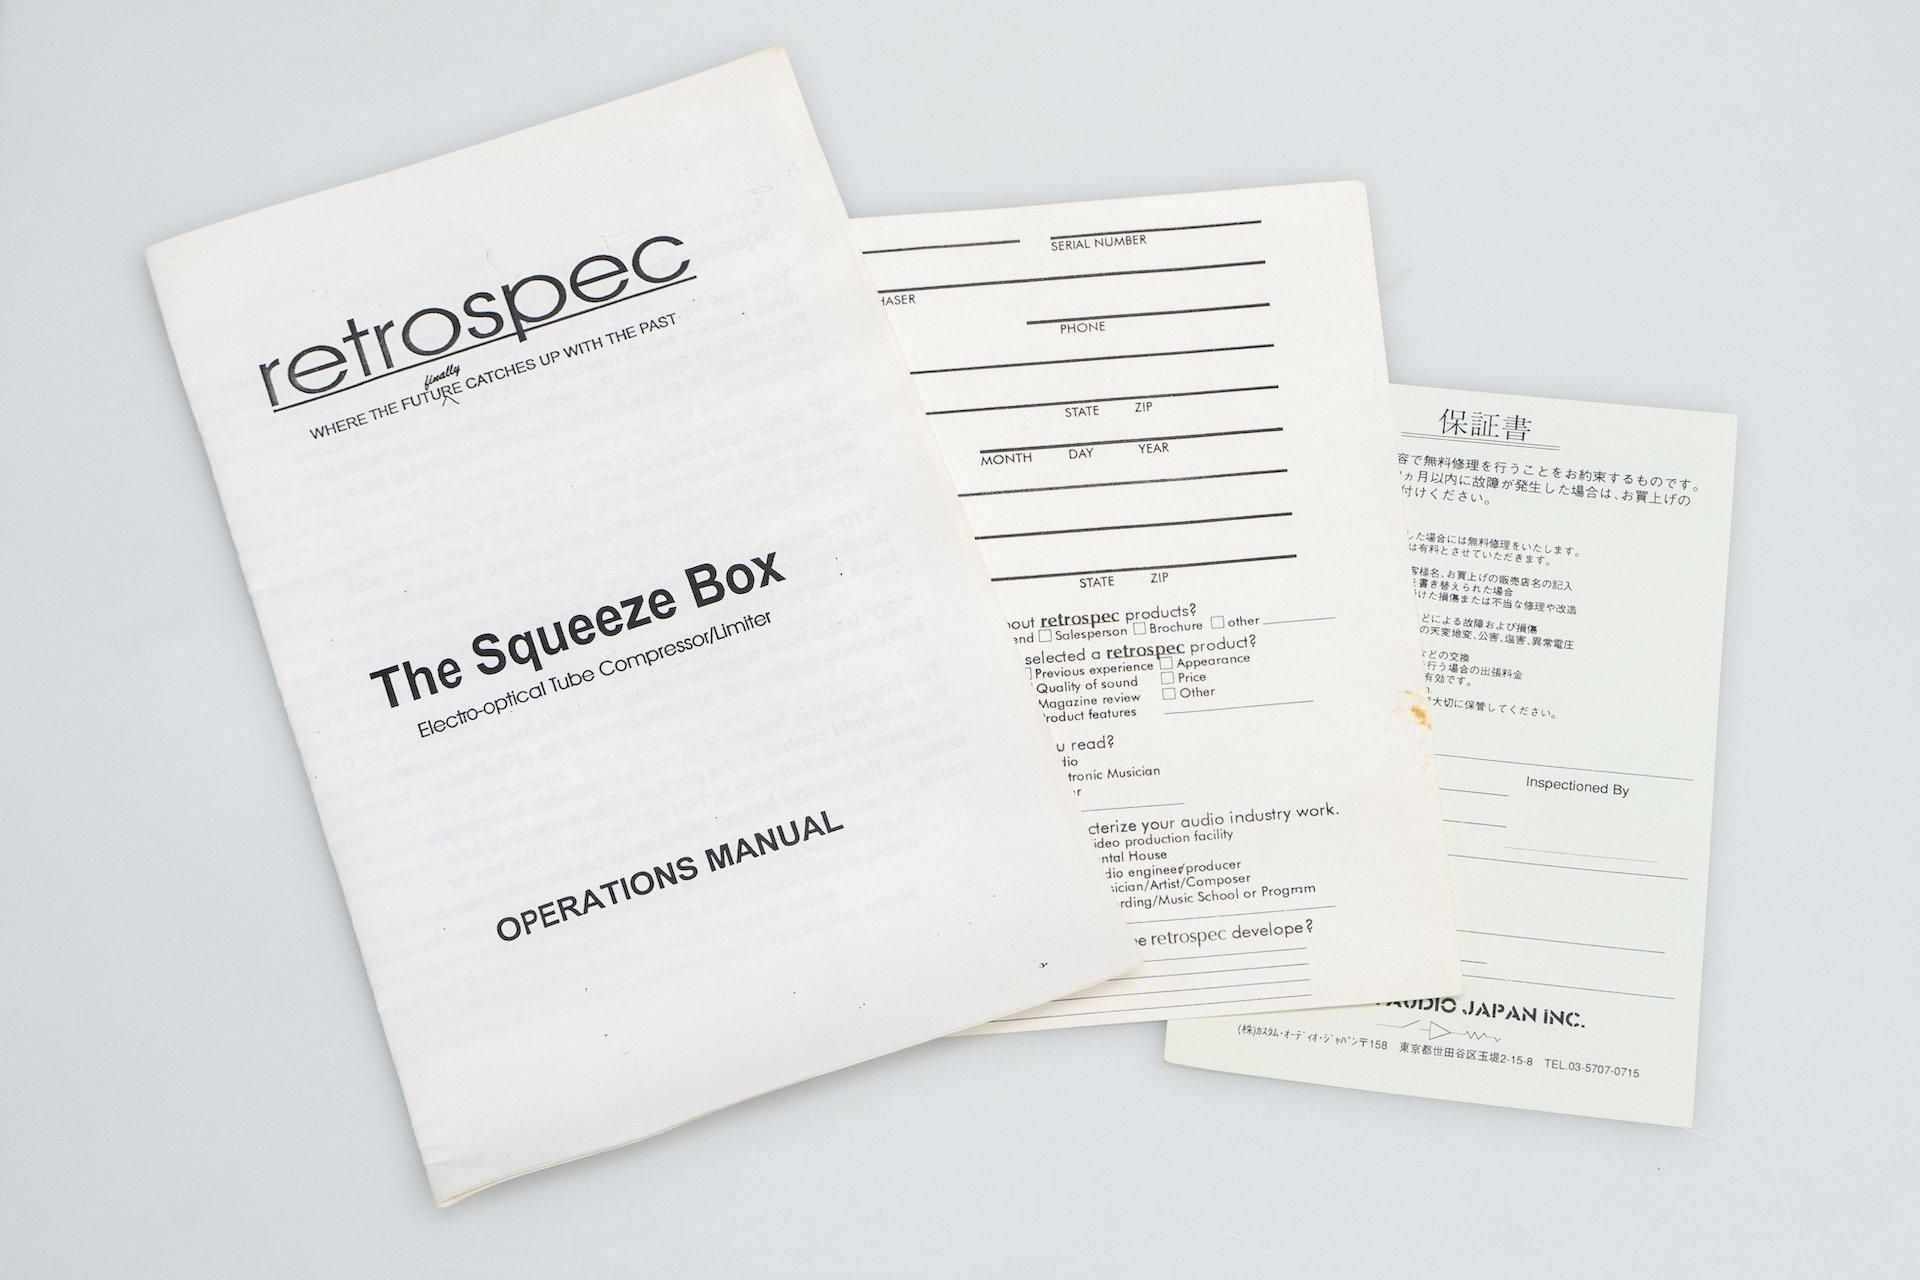 retrospec
finally
WHERE THE FUTURE CATCHES UP WITH THE PAST
The Squeeze Box
Electro-optical Tube Compressor/Limiter
OPERATIONS MANUAL
SERIAL NUMBER
HASER
PHONE
STATE ZIP
MONTH DAY YEAR
STATE ZIP
retrospec products?
end Salesperson Brochure other
selected a retrospec product?
Previous experience Appearance
Quality of sound Price
Magazine review Other
roduct features
u read?
dio
tronic Musician
er
cterize your audio industry work.
ideo production facility
ental House
dio engineer/producer
sician/Artist/Composer
rding/Music School or Program
e retrospec develope?
保証書
容で無料修理を行うことをお約束するものです。
ヵ月以内に故障が発生した場合は、お買上げの
付けください。
した場合には無料修理をいたします。
は有料とさせていただきます。
客様名、お買上げの販売店名の記入
書き替えられた場合
けた損傷または不当な修理や改造
どによる故障および損傷
の天変地変、公害、塩害、異常電圧
などの交換
行う場合の出張料金
有効です。
大切に保管してください。
Inspectioned By
AUDIO JAPAN INC.
(株)カスタム・オーディオ・ジャパン〒158 東京都世田谷区玉堤2-15-8 TEL.03-5707-0715